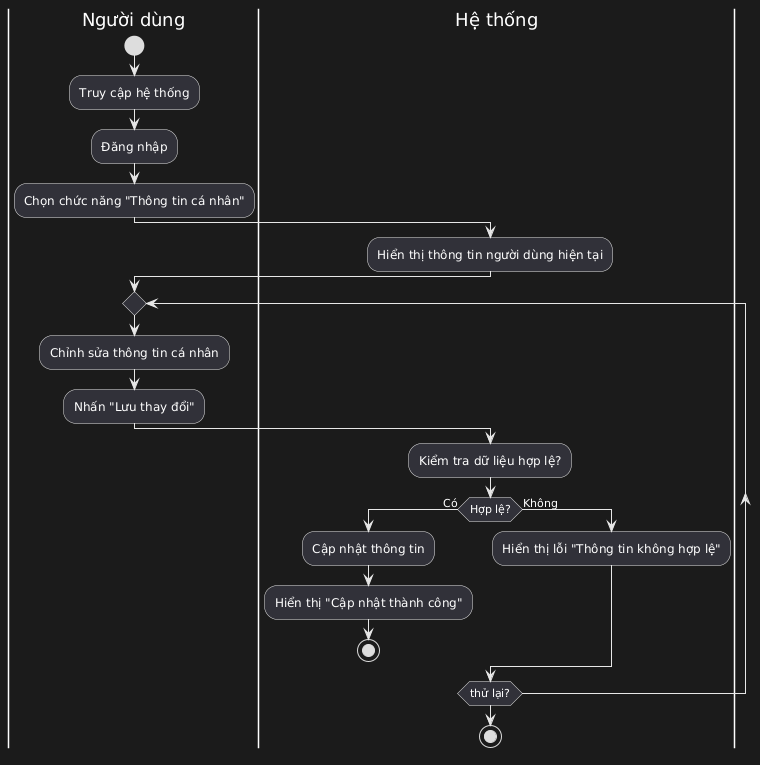 Người dùng
Hệ thống
Truy cập hệ thống
Đăng nhập
Chọn chức năng "Thông tin cá nhân"
Hiển thị thông tin người dùng hiện tại
Chỉnh sửa thông tin cá nhân
Nhấn "Lưu thay đổi"
Kiểm tra dữ liệu hợp lệ?
Có
Hợp lệ?
Không
Cập nhật thông tin
Hiển thị lỗi "Thông tin không hợp lệ"
Hiển thị "Cập nhật thành công"
thử lại?